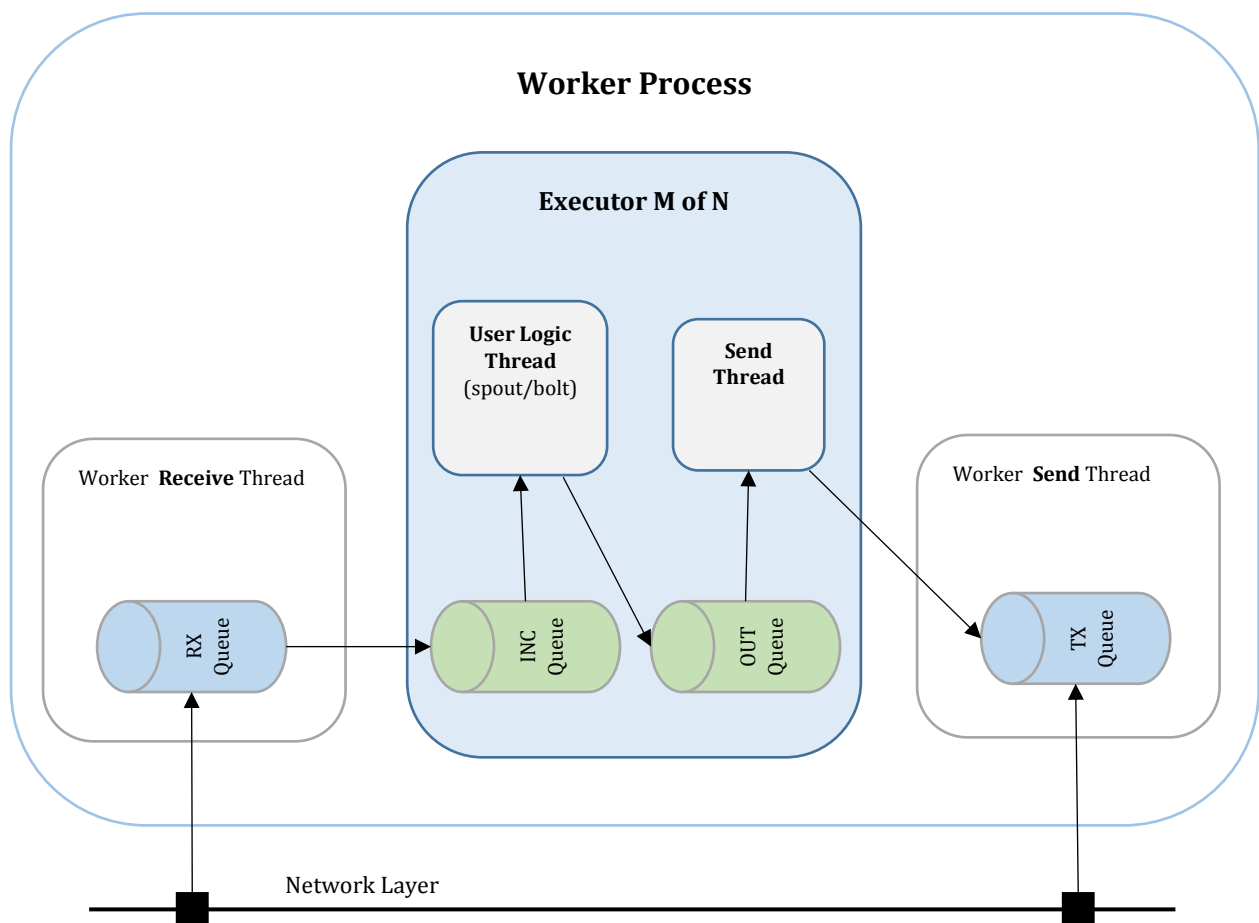 Worker Process
Executor M of N
User Logic
Thread
(spout/bolt)
Send
Thread
Worker Receive Thread
Worker Send Thread
RX
Queue
INC
Queue
OUT
Queue
TX
Queue
Network Layer